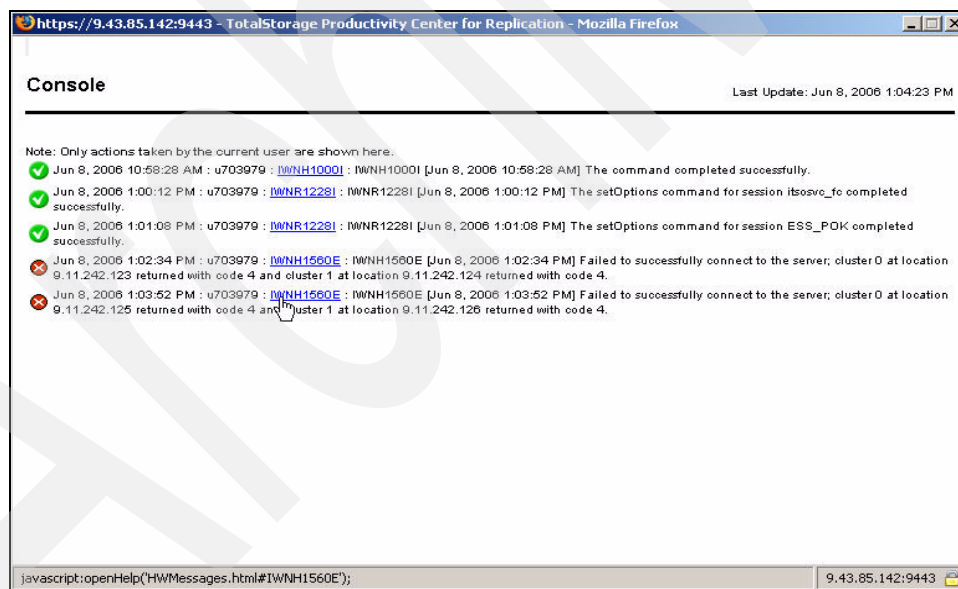 https://9.43.85.142:9443 - TotalStorage Productivity Center for Replication - Mozilla Firefox
Console
Last Update: Jun 8, 2006 1:04:23 PM
Note: Only actions taken by the current user are shown here.
Jun 8, 2006 10:58:28 AM : u703979 : IWNH1000I : IWNH1000I [Jun 8, 2006 10:58:28 AM] The command completed successfully.
Jun 8, 2006 1:00:12 PM : u703979 : IWNR1228I : IWNR1228I [Jun 8, 2006 1:00:12 PM] The setOptions command for session itsosvc_fc completed
successfully.
Jun 8, 2006 1:01:08 PM : u703979 : IWNR1228I : IWNR1228I [Jun 8, 2006 1:01:08 PM] The setOptions command for session ESS_POK completed
successfully.
Jun 8, 2006 1:02:34 PM : u703979 : IWNH1560E : IWNH1560E [Jun 8, 2006 1:02:34 PM] Failed to successfully connect to the server; cluster 0 at location
9.11.242.123 returned with code 4 and cluster 1 at location 9.11.242.124 returned with code 4.
Jun 8, 2006 1:03:52 PM : u703979 : IWNH1560E : IWNH1560E [Jun 8, 2006 1:03:52 PM] Failed to successfully connect to the server; cluster 0 at location
9.11.242.125 returned with code 4 and cluster 1 at location 9.11.242.126 returned with code 4.
javascript:openHelp('HWMessages.html#IWNH1560E');
9.43.85.142:9443